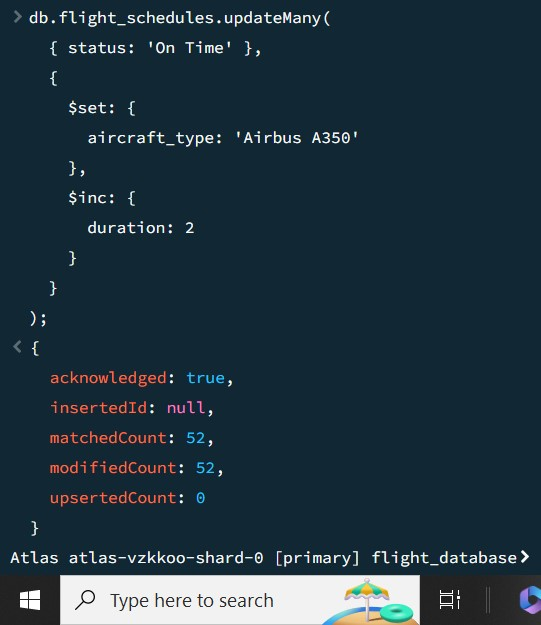 > db.flight_schedules.updateMany(
{ status: 'On Time' },
{
$set: {
aircraft_type: 'Airbus A350'
},
$inc: {
duration: 2
}
}
);
< {
acknowledged: true,
insertedId: null,
matchedCount: 52,
modifiedCount: 52,
upsertedCount: 0
}
Atlas atlas-vzkkoo-shard-0 [primary] flight_database>
Type here to search